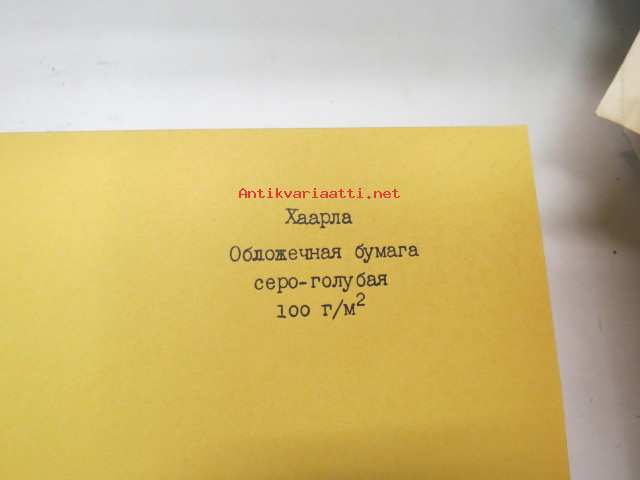 Antikvariaatti.net
Хаарла
Обложечная бумага
серо-голубая
100 г/м²